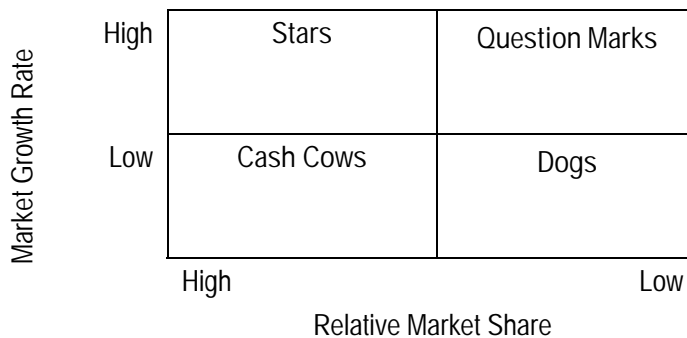 Market Growth Rate
High
Stars
Question Marks
Low
Cash Cows
Dogs
High
Low
Relative Market Share